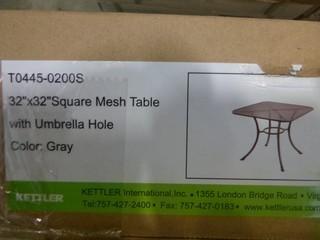 T0445-0200S
32"x32"Square Mesh Table
with Umbrella Hole
Color: Gray
KETTLER
KETTLER International,Inc. • 1355 London Bridge Road •
Tel:757-427-2400 • Fax: 757-427-0183 • www.kettlerusa.com